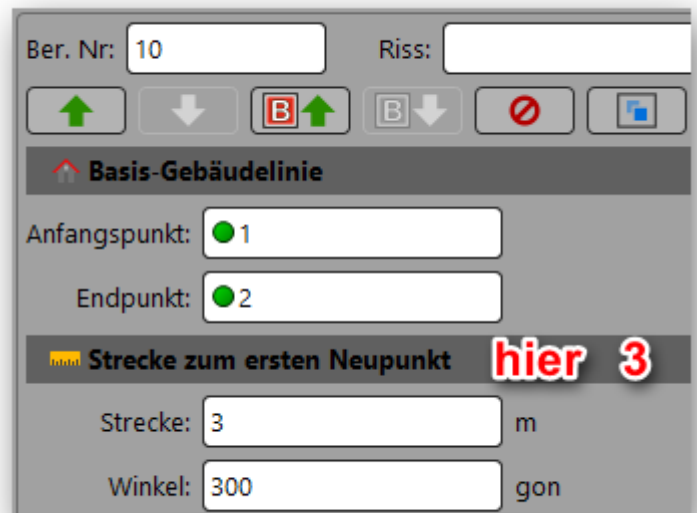 Ber. Nr: 10 Riss:
B B
Basis-Gebäudelinie
Anfangspunkt: 1
Endpunkt: 2
Strecke zum ersten Neupunkt hier 3
Strecke: 3 m
Winkel: 300 gon